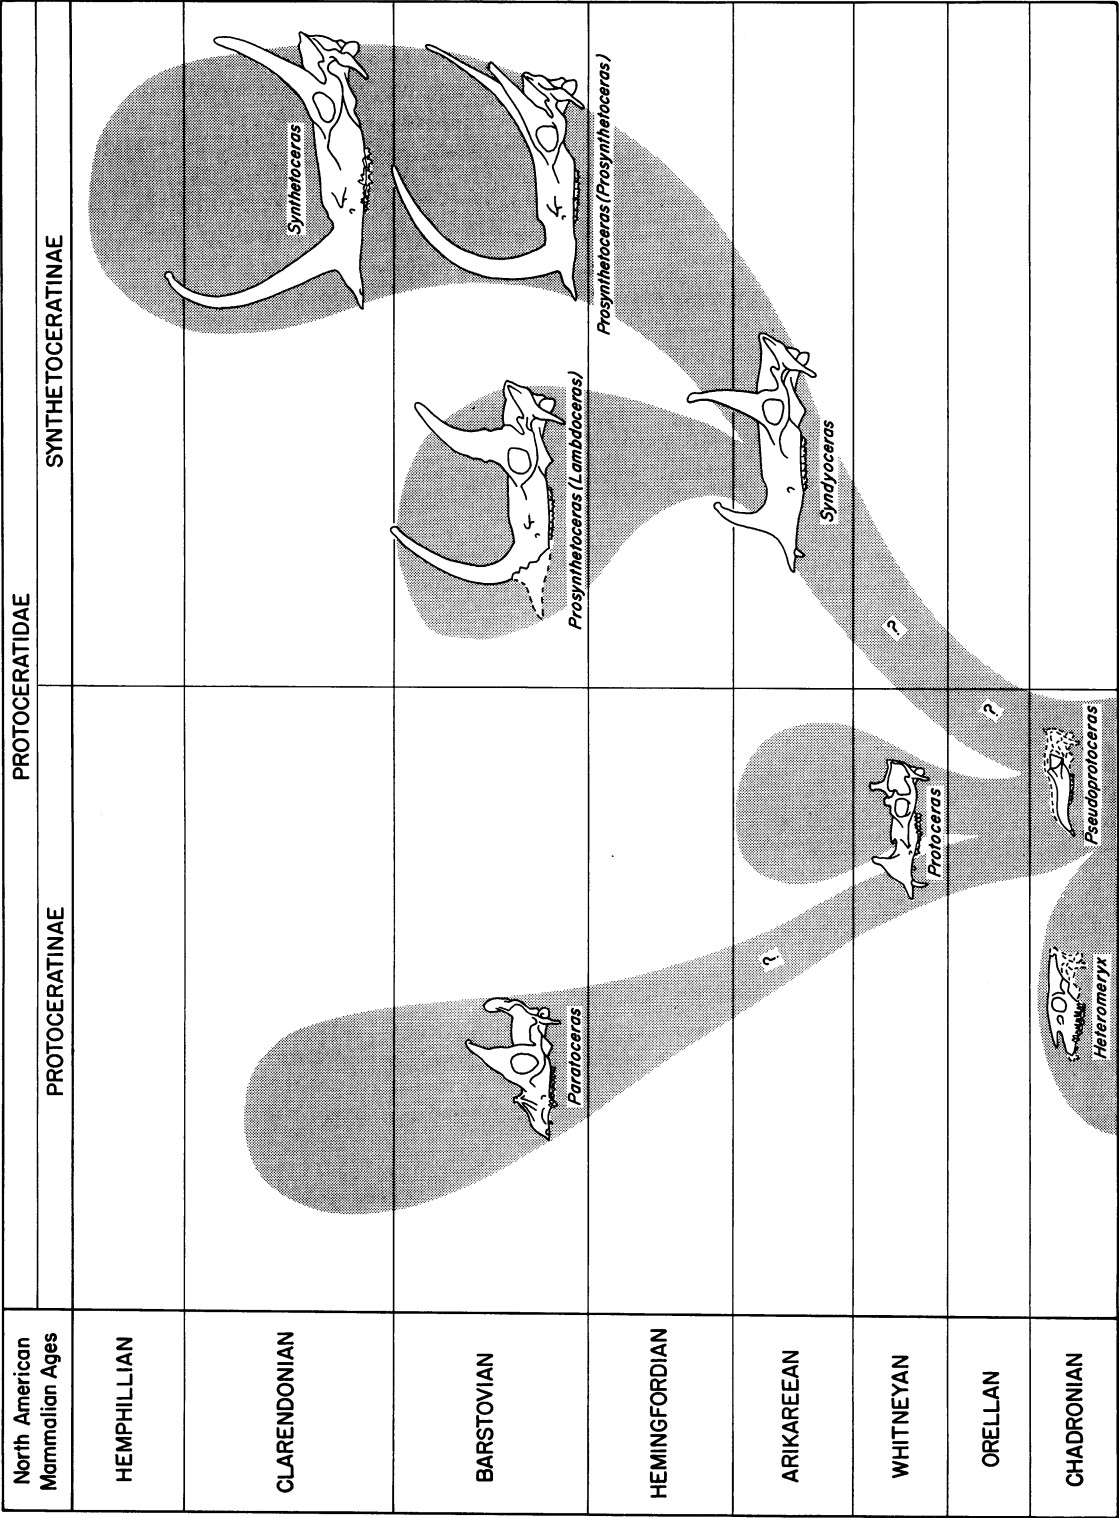 PROTOCERATIDAE
PROTOCERATINAE
SYNTHETOCERATINAE
North American
Mammalian Ages
HEMPHILLIAN
CLARENDONIAN
Synthetoceras
BARSTOVIAN
Paratoceras
Prosynthetoceras (Lambdoceras)
Prosynthetoceras (Prosynthetoceras)
HEMINGFORDIAN
ARIKAREEAN
?
Syndyoceras
WHITNEYAN
Protoceras
?
ORELLAN
?
CHADRONIAN
Heteromeryx
Pseudoprotoceras